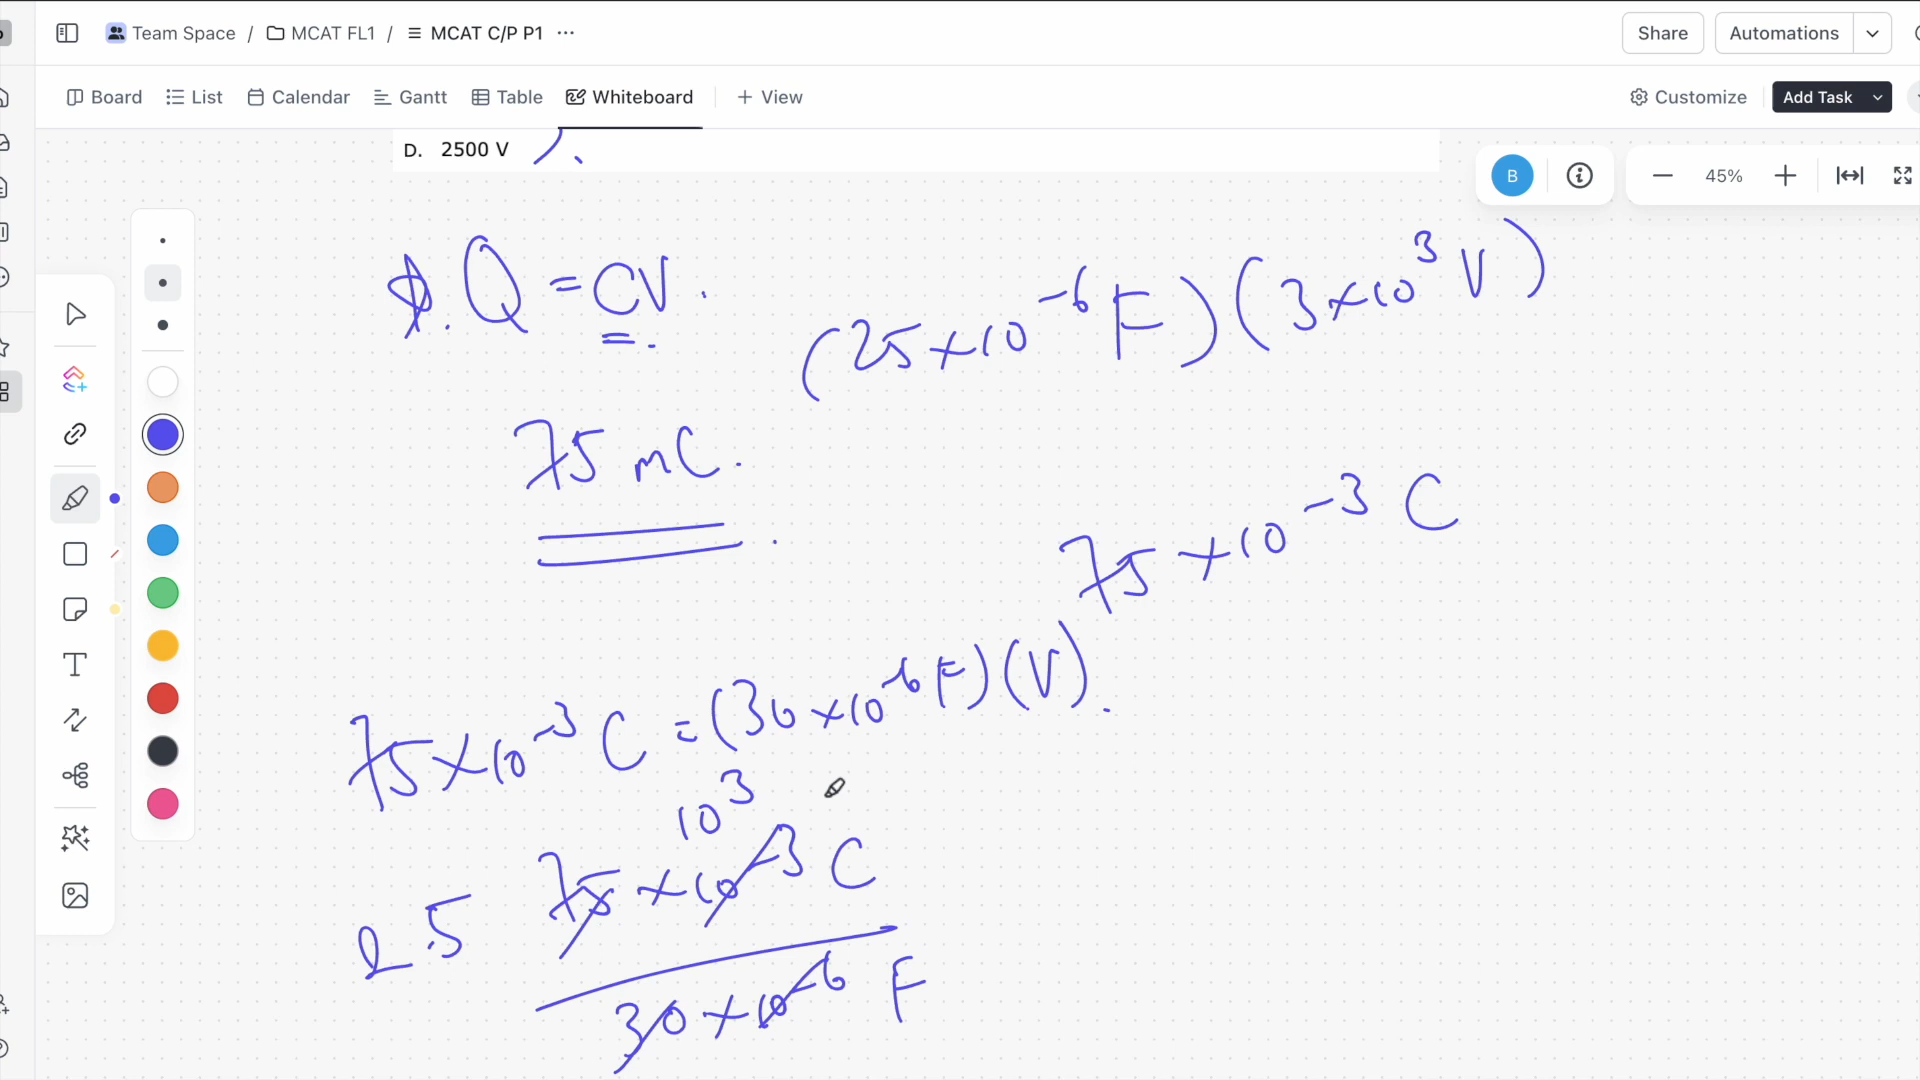 Team Space / MCAT FL1 / MCAT C/P P1 ...
Share
Automations
Board
List
Calendar
Gantt
Table
Whiteboard
+ View
Customize
Add Task
D. 2500 V
B
45%
Q = CV.
(25 × 10⁻⁶ F) (3 × 10³ V)
75 mC.
75 × 10⁻³ C
75 × 10⁻³ C = (30 × 10⁻⁶ F) (V).
10³
75 × 10⁻³ C
2.5
30 × 10⁻⁶ F
T